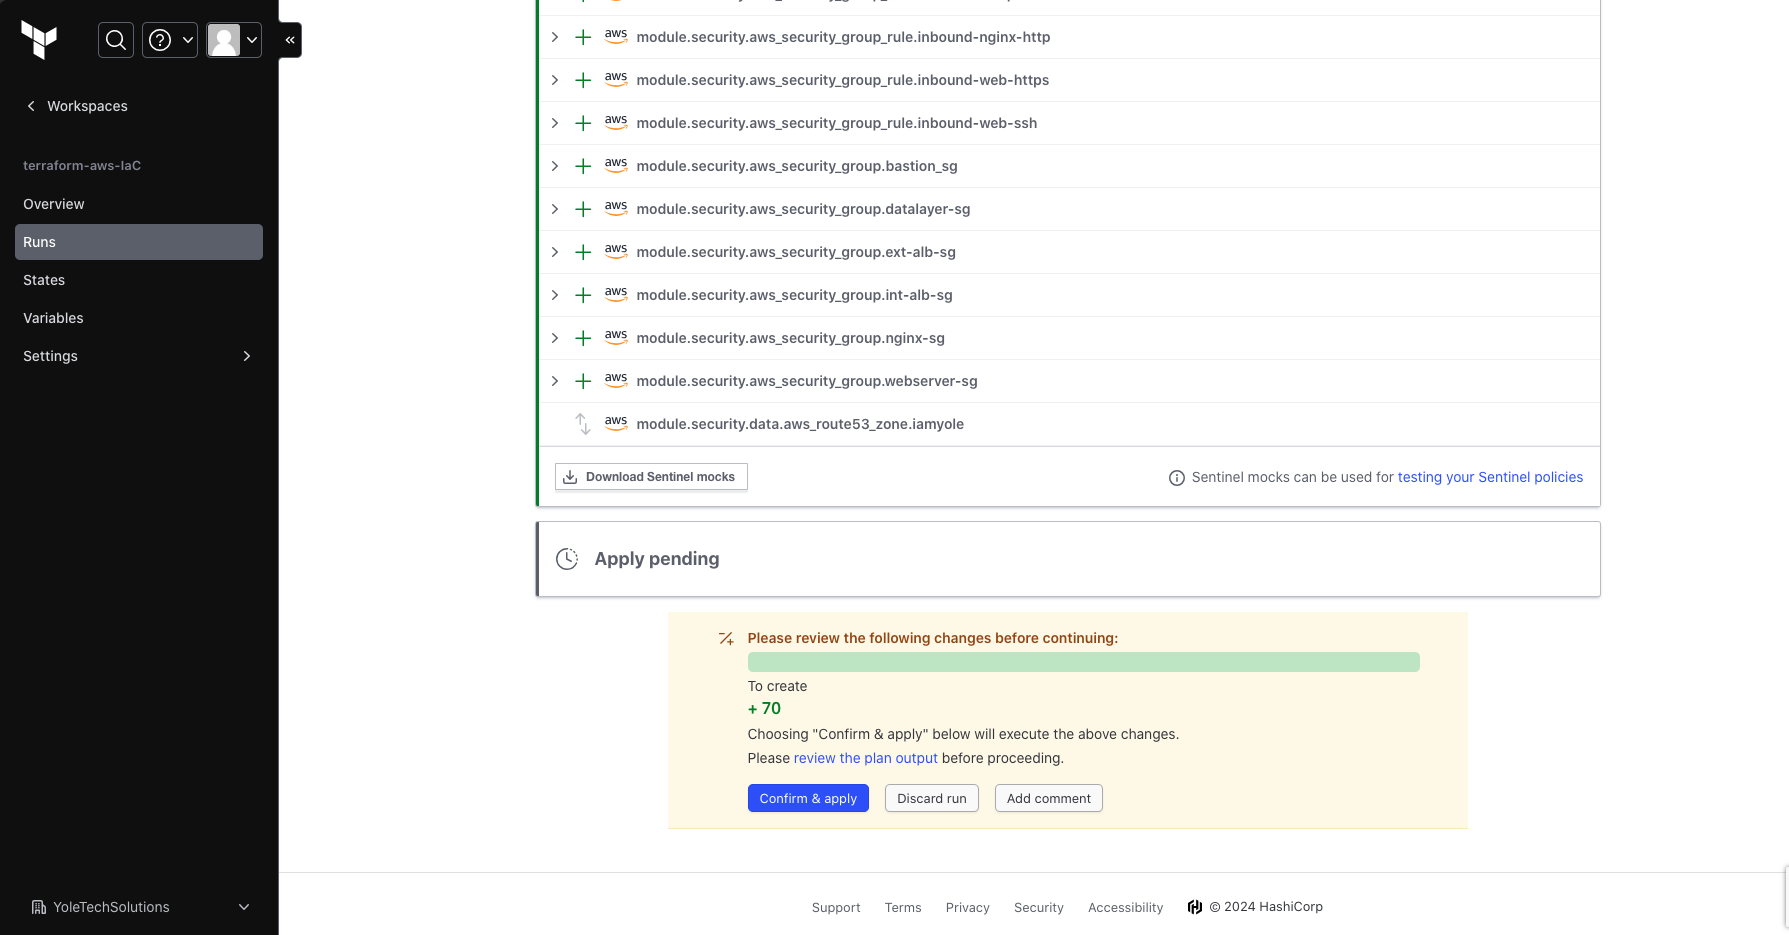 Workspaces
terraform-aws-IaC
Overview
Runs
States
Variables
Settings
YoleTechSolutions
aws module.security.aws_security_group_rule.inbound-nginx-http
aws module.security.aws_security_group_rule.inbound-web-https
aws module.security.aws_security_group_rule.inbound-web-ssh
aws module.security.aws_security_group.bastion_sg
aws module.security.aws_security_group.datalayer-sg
aws module.security.aws_security_group.ext-alb-sg
aws module.security.aws_security_group.int-alb-sg
aws module.security.aws_security_group.nginx-sg
aws module.security.aws_security_group.webserver-sg
aws module.security.data.aws_route53_zone.iamyole
Download Sentinel mocks
Sentinel mocks can be used for testing your Sentinel policies
Apply pending
Please review the following changes before continuing:
To create
+ 70
Choosing "Confirm & apply" below will execute the above changes.
Please review the plan output before proceeding.
Confirm & apply Discard run Add comment
Support Terms Privacy Security Accessibility © 2024 HashiCorp